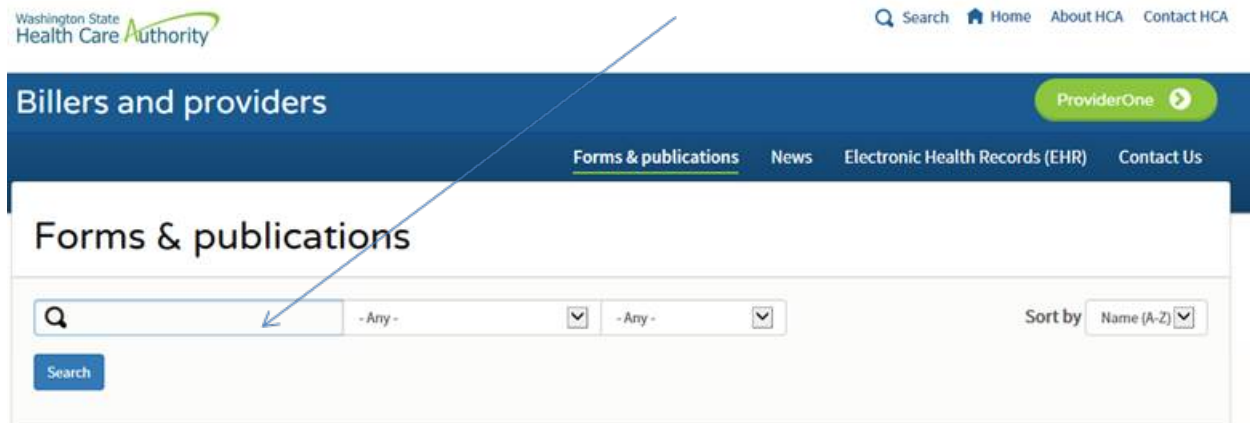 Washington State
Health Care Authority
Search Home About HCA Contact HCA
Billers and providers
ProviderOne
Forms & publications News Electronic Health Records (EHR) Contact Us
Forms & publications
- Any - - Any - Sort by Name (A-Z)
Search